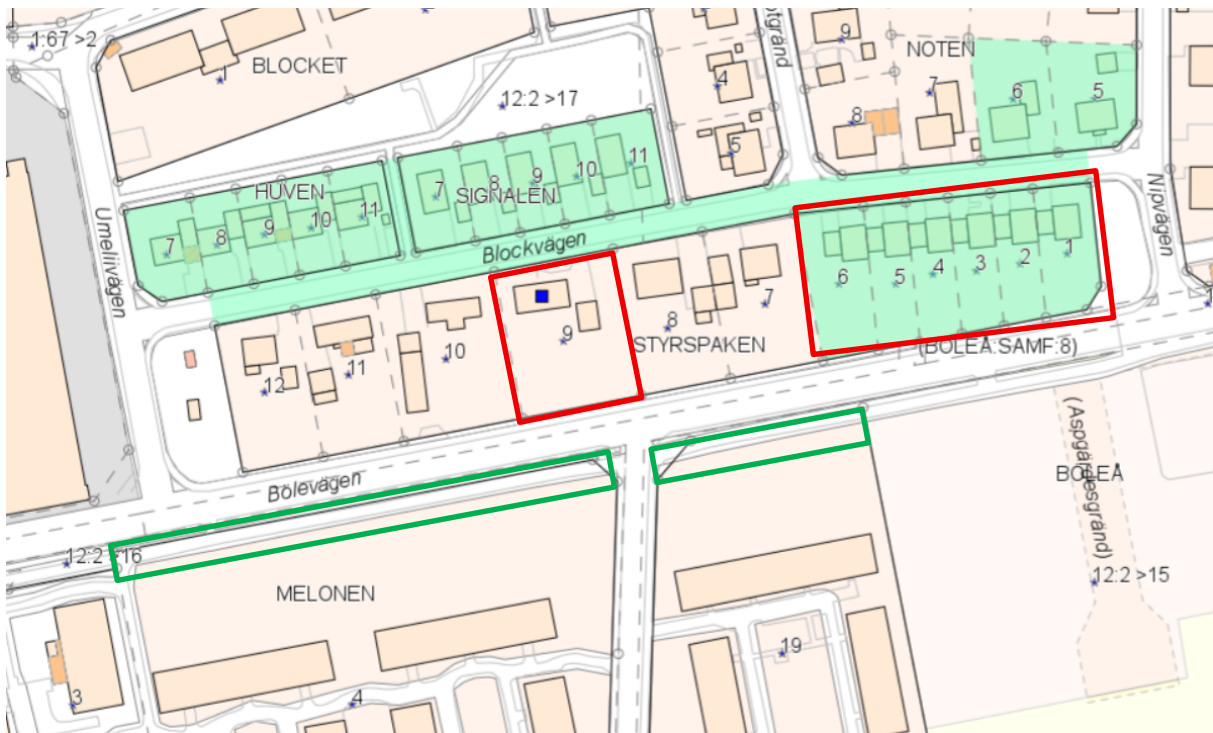 1:67 >2
1
BLOCKET
12:2 >17
4
5
9
NOTEN
7
8
6
5
HUVEN
7
8
9
10
11
SIGNALEN
7
8
9
10
11
Umeliivägen
Blockvägen
Nipvägen
6
5
4
3
2
1
12
11
10
9
8
7
STYRSPAKEN
(BOLEÅ.SAMF:8)
Bölevägen
(Aspgärdesgränd)
BÖLEÅ
12:2 >16
12:2 >15
MELONEN
19
3
4